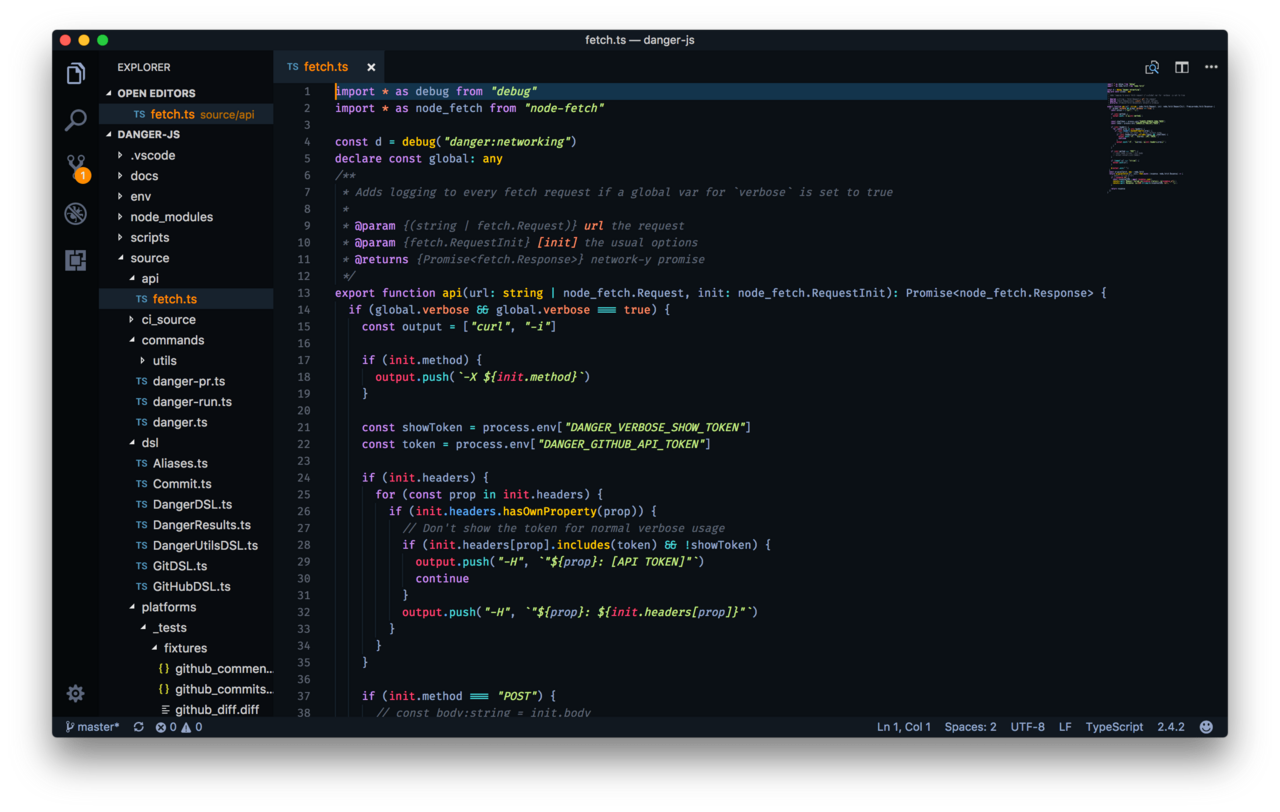 fetch.ts — danger-js
EXPLORER
OPEN EDITORS
fetch.ts source/api
DANGER-JS
.vscode
docs
env
node_modules
scripts
source
api
TS fetch.ts
ci_source
commands
utils
TS danger-pr.ts
TS danger-run.ts
TS danger.ts
dsl
TS Aliases.ts
TS Commit.ts
TS DangerDSL.ts
TS DangerResults.ts
TS DangerUtilsDSL.ts
TS GitDSL.ts
TS GitHubDSL.ts
platforms
_tests
fixtures
{} github_commen...
{} github_commits...
github_diff.diff
1
TS fetch.ts ×
1 import * as debug from "debug"
2 import * as node_fetch from "node-fetch"
3
4 const d = debug("danger:networking")
5 declare const global: any
6 /**
7 * Adds logging to every fetch request if a global var for `verbose` is set to true
8 *
9 * @param {(string | fetch.Request)} url the request
10 * @param {fetch.RequestInit} [init] the usual options
11 * @returns {Promise<fetch.Response>} network-y promise
12 */
13 export function api(url: string | node_fetch.Request, init: node_fetch.RequestInit): Promise<node_fetch.Response> {
14 if (global.verbose && global.verbose === true) {
15 const output = ["curl", "-i"]
16
17 if (init.method) {
18 output.push(`-X ${init.method}`)
19 }
20
21 const showToken = process.env["DANGER_VERBOSE_SHOW_TOKEN"]
22 const token = process.env["DANGER_GITHUB_API_TOKEN"]
23
24 if (init.headers) {
25 for (const prop in init.headers) {
26 if (init.headers.hasOwnProperty(prop)) {
27 // Don't show the token for normal verbose usage
28 if (init.headers[prop].includes(token) && !showToken) {
29 output.push("-H", `"${prop}: [API TOKEN]"`)
30 continue
31 }
32 output.push("-H", `"${prop}: ${init.headers[prop]}"`)
33 }
34 }
35 }
36
37 if (init.method === "POST") {
38 // const body:string = init.body
master* 0 0
Ln 1, Col 1 Spaces: 2 UTF-8 LF TypeScript 2.4.2